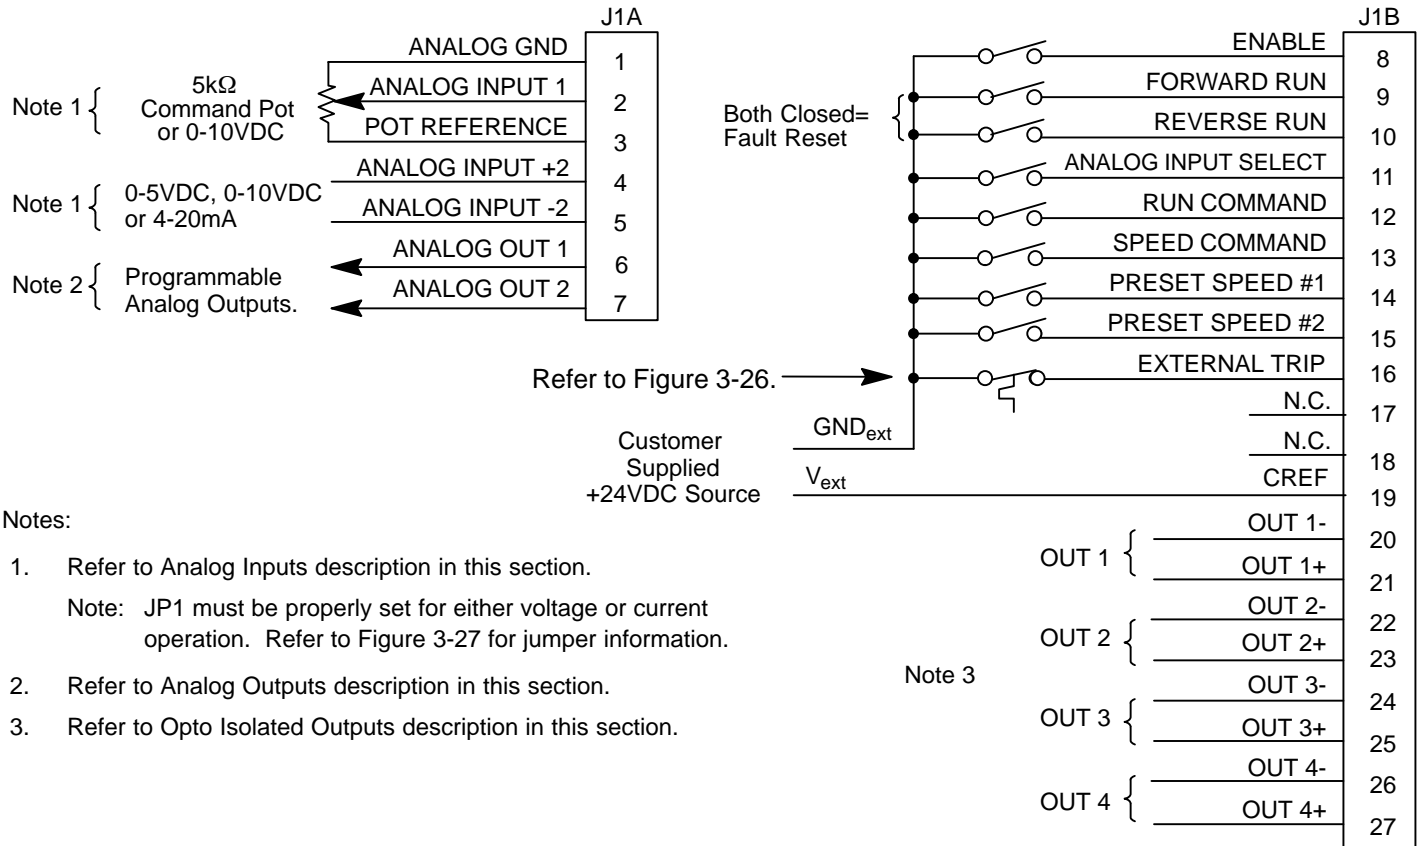 J1A
ANALOG GND
1
Note 1
5kΩ
Command Pot
or 0-10VDC
ANALOG INPUT 1
2
POT REFERENCE
3
ANALOG INPUT +2
4
Note 1
0-5VDC, 0-10VDC
or 4-20mA
ANALOG INPUT -2
5
ANALOG OUT 1
6
Note 2
Programmable
Analog Outputs.
ANALOG OUT 2
7
J1B
ENABLE
8
FORWARD RUN
9
Both Closed=
Fault Reset
REVERSE RUN
10
ANALOG INPUT SELECT
11
RUN COMMAND
12
SPEED COMMAND
13
PRESET SPEED #1
14
PRESET SPEED #2
15
Refer to Figure 3-26.
EXTERNAL TRIP
16
N.C.
17
N.C.
18
Customer
Supplied
+24VDC Source
GNDext
Vext
CREF
19
OUT 1
OUT 1-
20
OUT 1+
21
OUT 2
OUT 2-
22
OUT 2+
23
Note 3
OUT 3
OUT 3-
24
OUT 3+
25
OUT 4
OUT 4-
26
OUT 4+
27
Notes:
1. Refer to Analog Inputs description in this section.
Note: JP1 must be properly set for either voltage or current
operation. Refer to Figure 3-27 for jumper information.
2. Refer to Analog Outputs description in this section.
3. Refer to Opto Isolated Outputs description in this section.